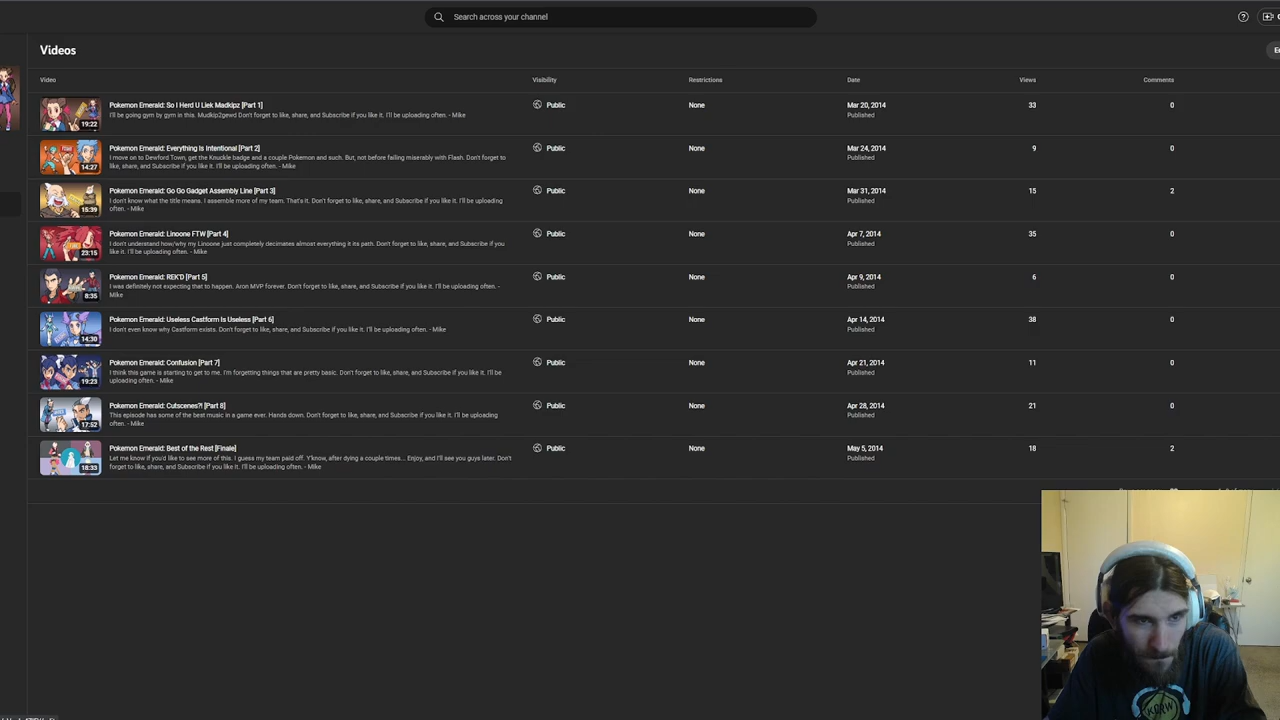 Search across your channel
Videos
Video Visibility Restrictions Date Views Comments
Pokemon Emerald: So I Herd U Liek Madkipz [Part 1]
I'll be going gym by gym in this. Mudkip2gewd Don't forget to like, share, and Subscribe if you like it. I'll be uploading often. - Mike
19:22
Public None Mar 20, 2014 33 0
Published
Pokemon Emerald: Everything Is Intentional [Part 2]
I move on to Dewford Town, get the Knuckle badge and a couple Pokemon and such. But, not before failing miserably with Flash. Don't forget to
like, share, and Subscribe if you like it. I'll be uploading often. - Mike
14:27
Public None Mar 24, 2014 9 0
Published
Pokemon Emerald: Go Go Gadget Assembly Line [Part 3]
I don't know what the title means. I assemble more of my team. That's it. Don't forget to like, share, and Subscribe if you like it. I'll be uploading
often. - Mike
15:39
Public None Mar 31, 2014 15 2
Published
Pokemon Emerald: Linoone FTW [Part 4]
I don't understand how/why my Linoone just completely decimates almost everything it its path. Don't forget to like, share, and Subscribe if you
like it. I'll be uploading often. - Mike
23:15
Public None Apr 7, 2014 35 0
Published
Pokemon Emerald: REK'D [Part 5]
I was definitely not expecting that to happen. Aron MVP forever. Don't forget to like, share, and Subscribe if you like it. I'll be uploading often. -
Mike
8:35
Public None Apr 9, 2014 6 0
Published
Pokemon Emerald: Useless Castform Is Useless [Part 6]
I don't even know why Castform exists. Don't forget to like, share, and Subscribe if you like it. I'll be uploading often. - Mike
14:30
Public None Apr 14, 2014 38 0
Published
Pokemon Emerald: Confusion [Part 7]
I think this game is starting to get to me. I'm forgetting things that are pretty basic. Don't forget to like, share, and Subscribe if you like it. I'll be
uploading often. - Mike
19:23
Public None Apr 21, 2014 11 0
Published
Pokemon Emerald: Cutscenes?! [Part 8]
This episode has some of the best music in a game ever. Hands down. Don't forget to like, share, and Subscribe if you like it. I'll be uploading
often. - Mike
17:52
Public None Apr 28, 2014 21 0
Published
Pokemon Emerald: Best of the Rest [Finale]
Let me know if you'd like to see more of this. I guess my team paid off. Y'know, after dying a couple times... Enjoy, and I'll see you guys later. Don't
forget to like, share, and Subscribe if you like it. I'll be uploading often. - Mike
18:33
Public None May 5, 2014 18 2
Published